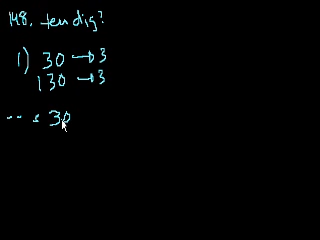 148. ten dig?
1) 30 → 3
130 → 3
-- = 30